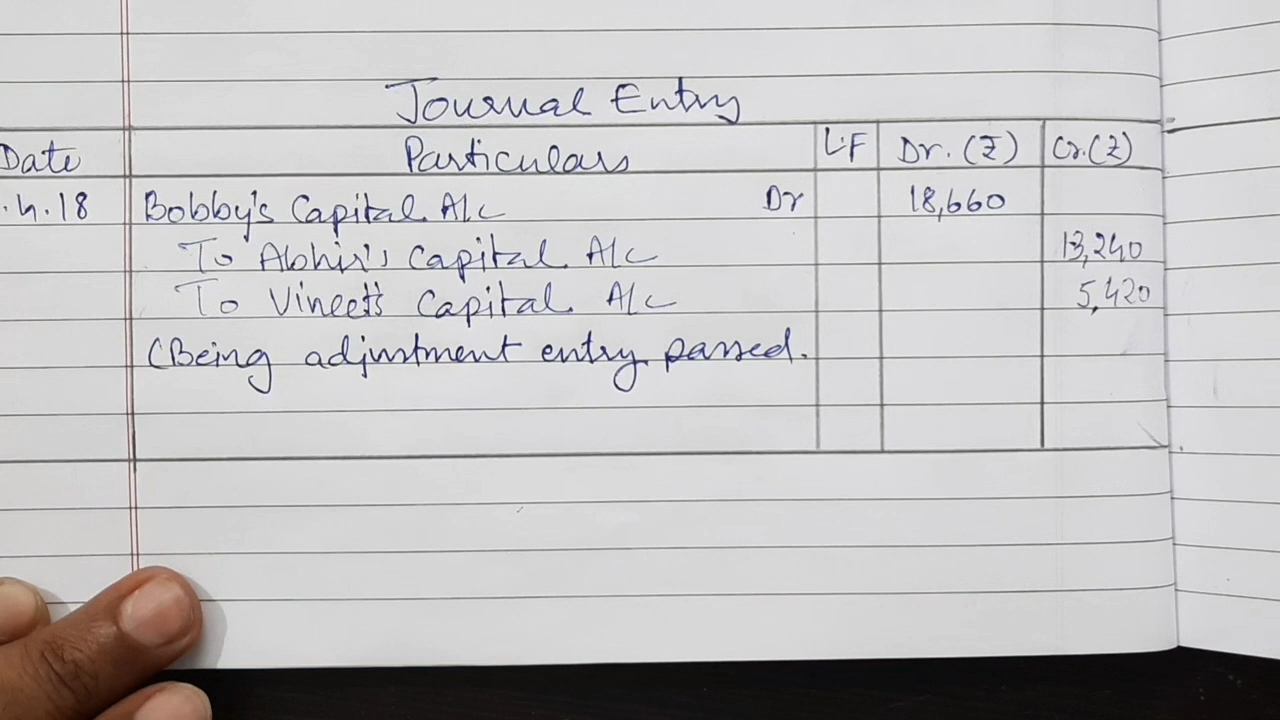 Journal Entry
Date Particulars L.F Dr. (₹) Cr. (₹)
.4.18 Bobby's Capital A/c Dr 18,660
To Abhir's Capital A/c 13,240
To Vineet's Capital A/c 5,420
(Being adjustment entry passed.